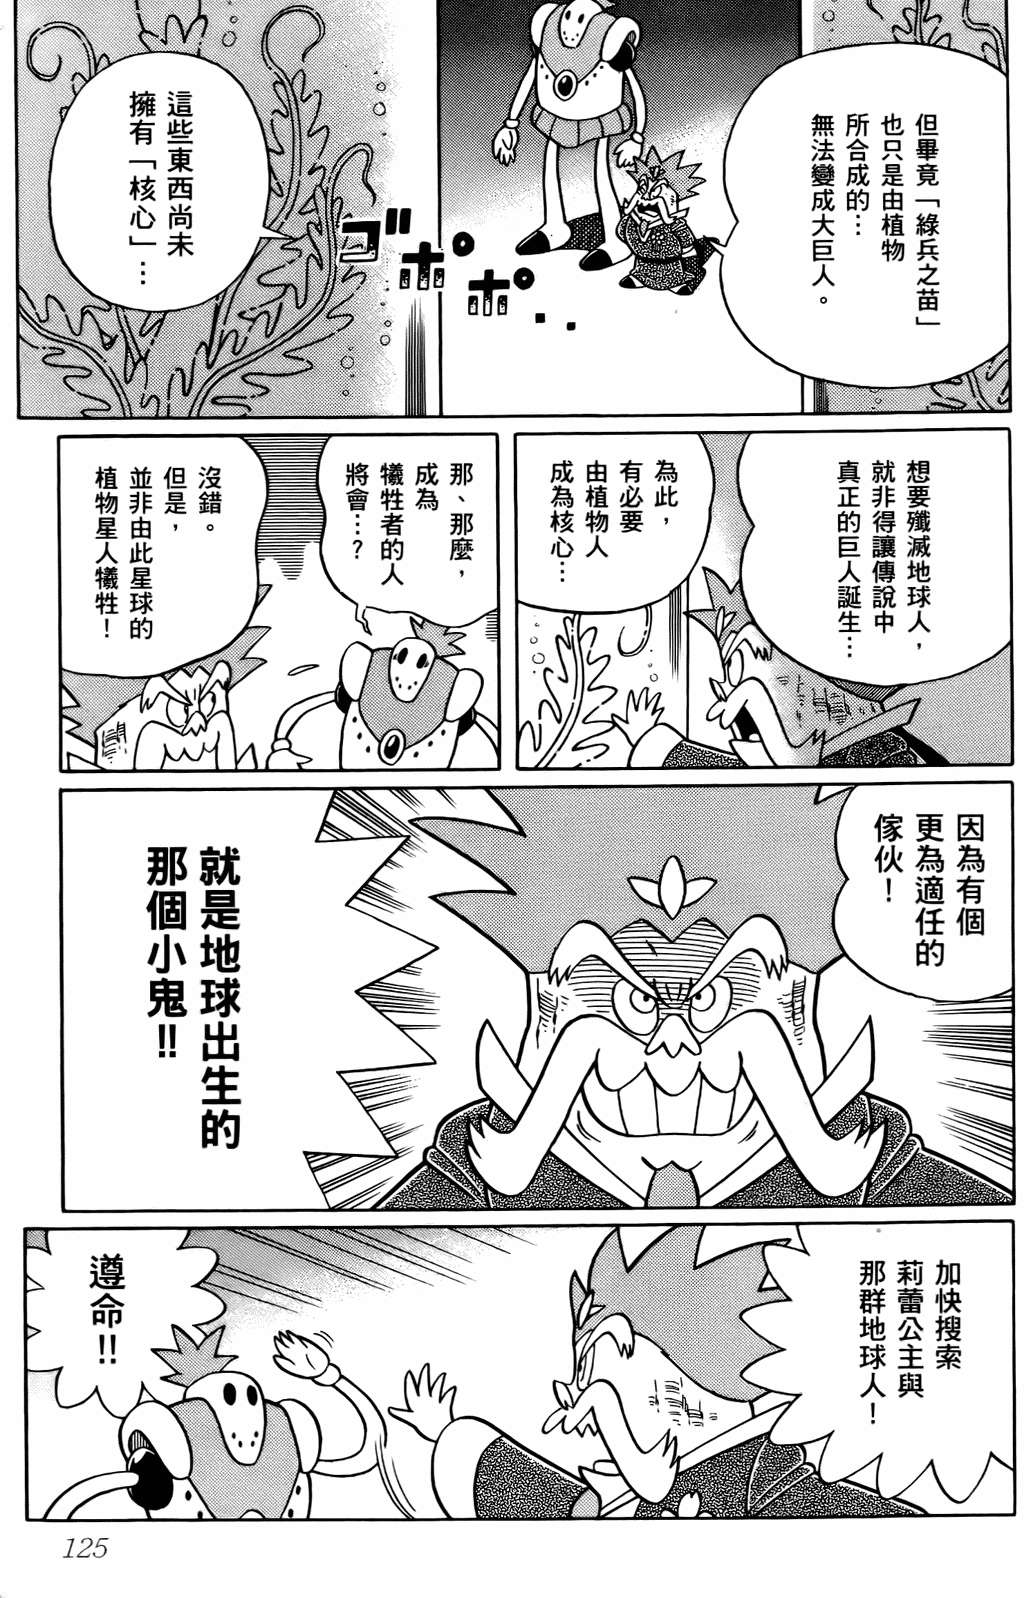 但畢竟「綠兵之苗」
也只是由植物
所合成的…
無法變成大巨人。
ゴポポ..
這些東西尚未
擁有「核心」…
想要殲滅地球人，
就非得讓傳說中
真正的巨人誕生…
為此，
有必要
由植物人
成為核心…
那、那麼，
成為
犧牲者的人
將會…？
沒錯。
但是，
並非由此星球的
植物星人犧牲！
因為有個
更為適任的
傢伙！
就是地球出生的
那個小鬼!!
加快搜索
莉蕾公主與
那群地球人！
遵命!!
125